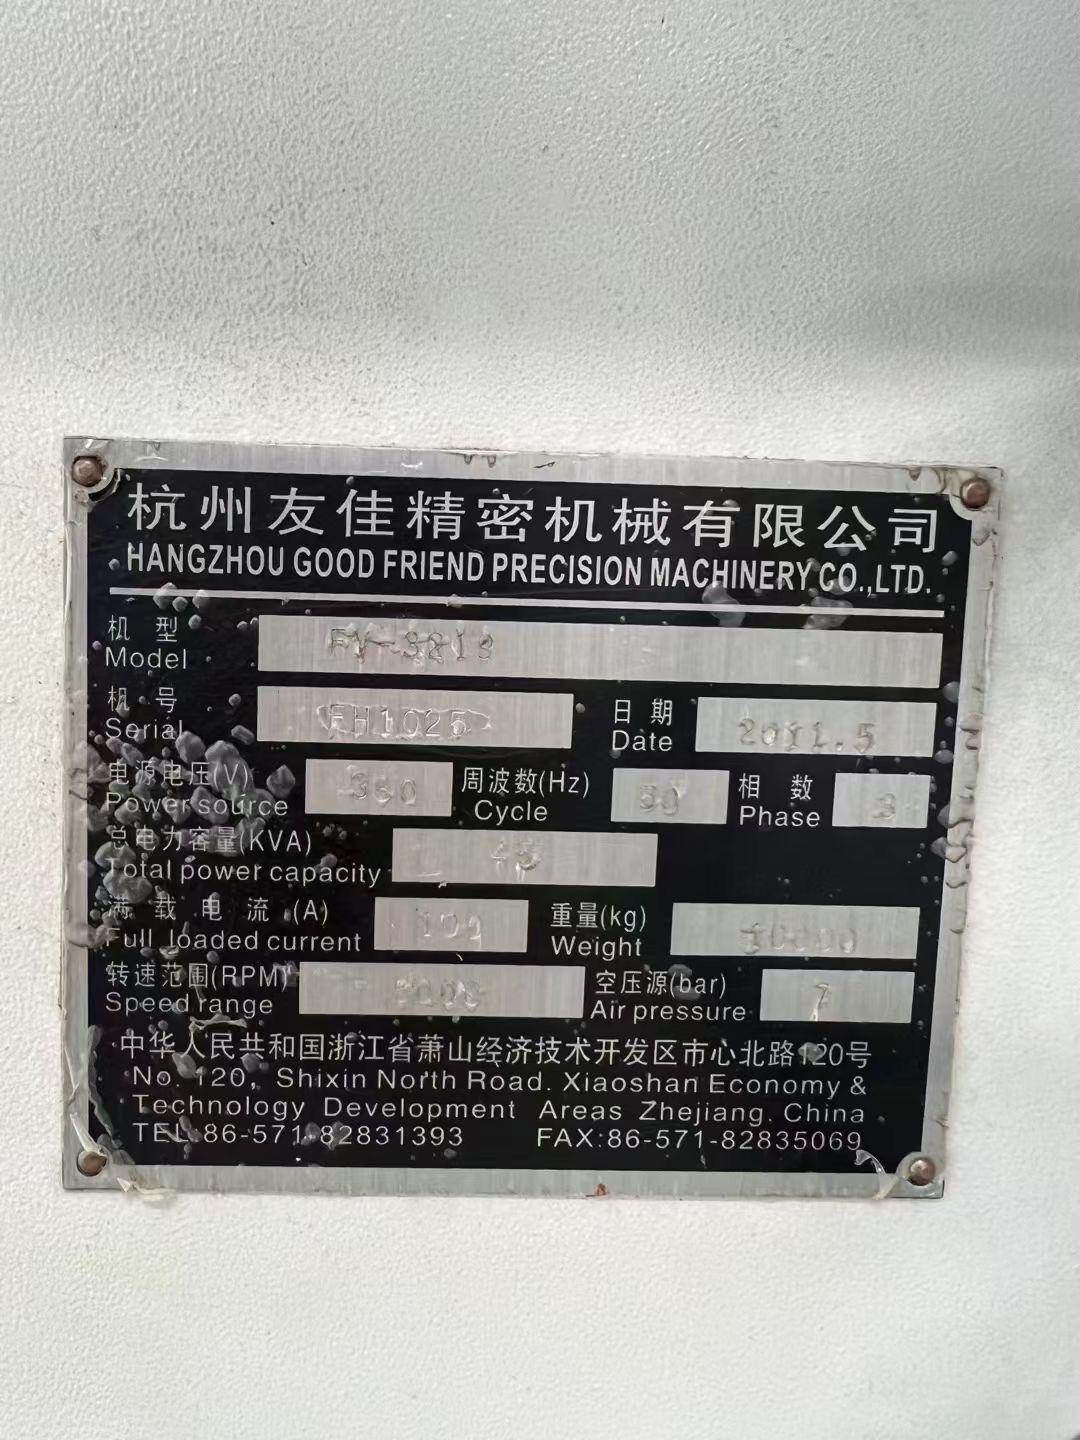 杭州友佳精密机械有限公司
HANGZHOU GOOD FRIEND PRECISION MACHINERY CO.,LTD.
机 型
Model
机 号 FH1025
Serial
日 期 2011.5
Date
电源电压(V)
Power source
周波数(Hz) 50
Cycle
相 数 3
Phase
总电力容量(KVA) 45
Total power capacity
满 载 电 流 (A)
Full loaded current
重量(kg) 10000
Weight
转速范围(RPM)
Speed range
空压源(bar) 7
Air pressure
中华人民共和国浙江省萧山经济技术开发区市心北路120号
No. 120, Shixin North Road. Xiaoshan Economy &
Technology Development Areas Zhejiang. China
TEL:86-571-82831393 FAX:86-571-82835069